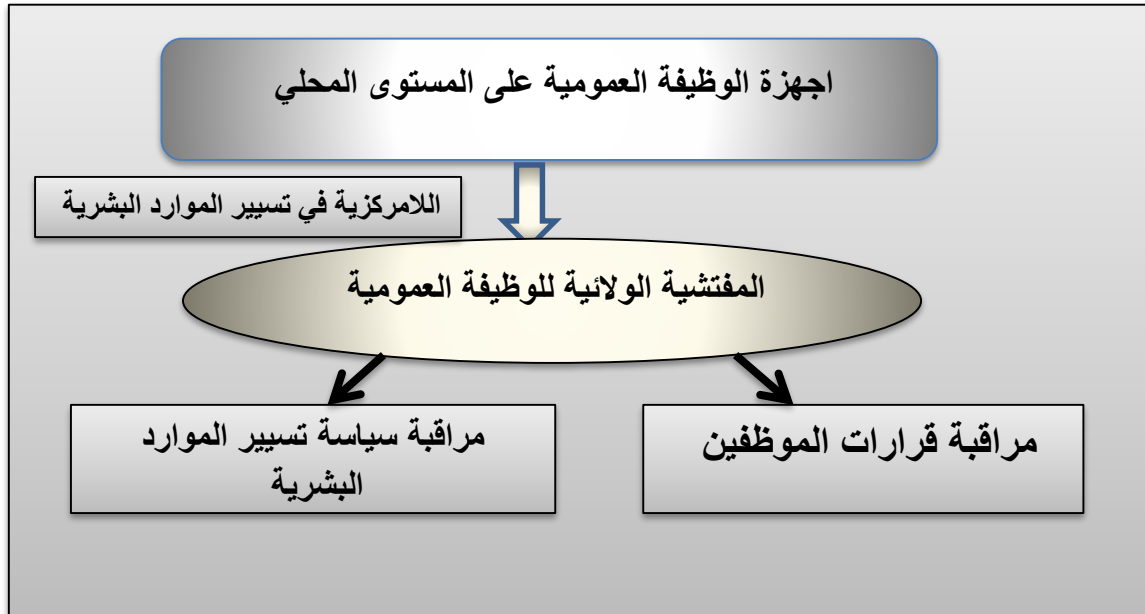 اجهزة الوظيفة العمومية على المستوى المحلي
اللامركزية في تسيير الموارد البشرية
المفتشية الولائية للوظيفة العمومية
مراقبة قرارات الموظفين
مراقبة سياسة تسيير الموارد
البشرية